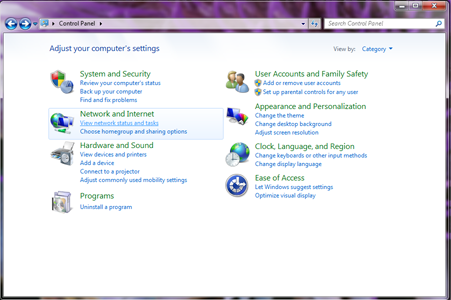 Control Panel
Search Control Panel
Adjust your computer's settings
View by: Category
System and Security
Review your computer's status
Back up your computer
Find and fix problems
Network and Internet
View network status and tasks
Choose homegroup and sharing options
Hardware and Sound
View devices and printers
Add a device
Connect to a projector
Adjust commonly used mobility settings
Programs
Uninstall a program
User Accounts and Family Safety
Add or remove user accounts
Set up parental controls for any user
Appearance and Personalization
Change the theme
Change desktop background
Adjust screen resolution
Clock, Language, and Region
Change keyboards or other input methods
Change display language
Ease of Access
Let Windows suggest settings
Optimize visual display